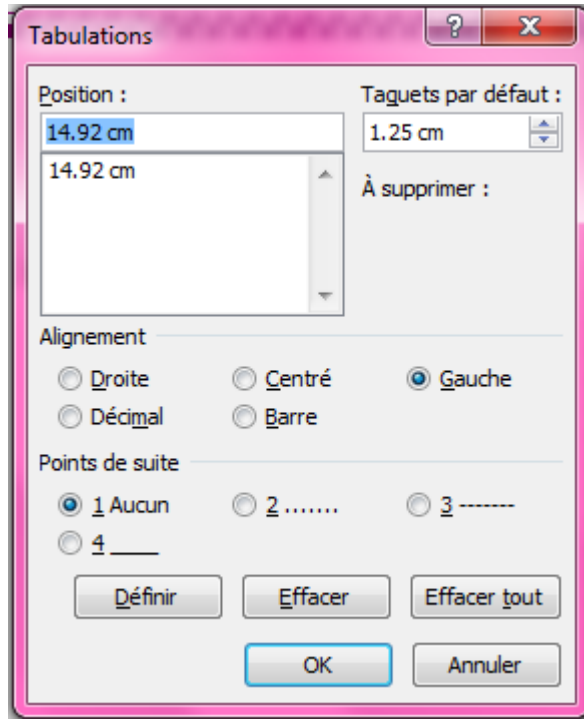 Tabulations
Position :
Taquets par défaut :
14.92 cm
1.25 cm
14.92 cm
À supprimer :
Alignement
Droite
Centré
Gauche
Décimal
Barre
Points de suite
1 Aucun
2 .......
3 -------
4 ____
Définir
Effacer
Effacer tout
OK
Annuler